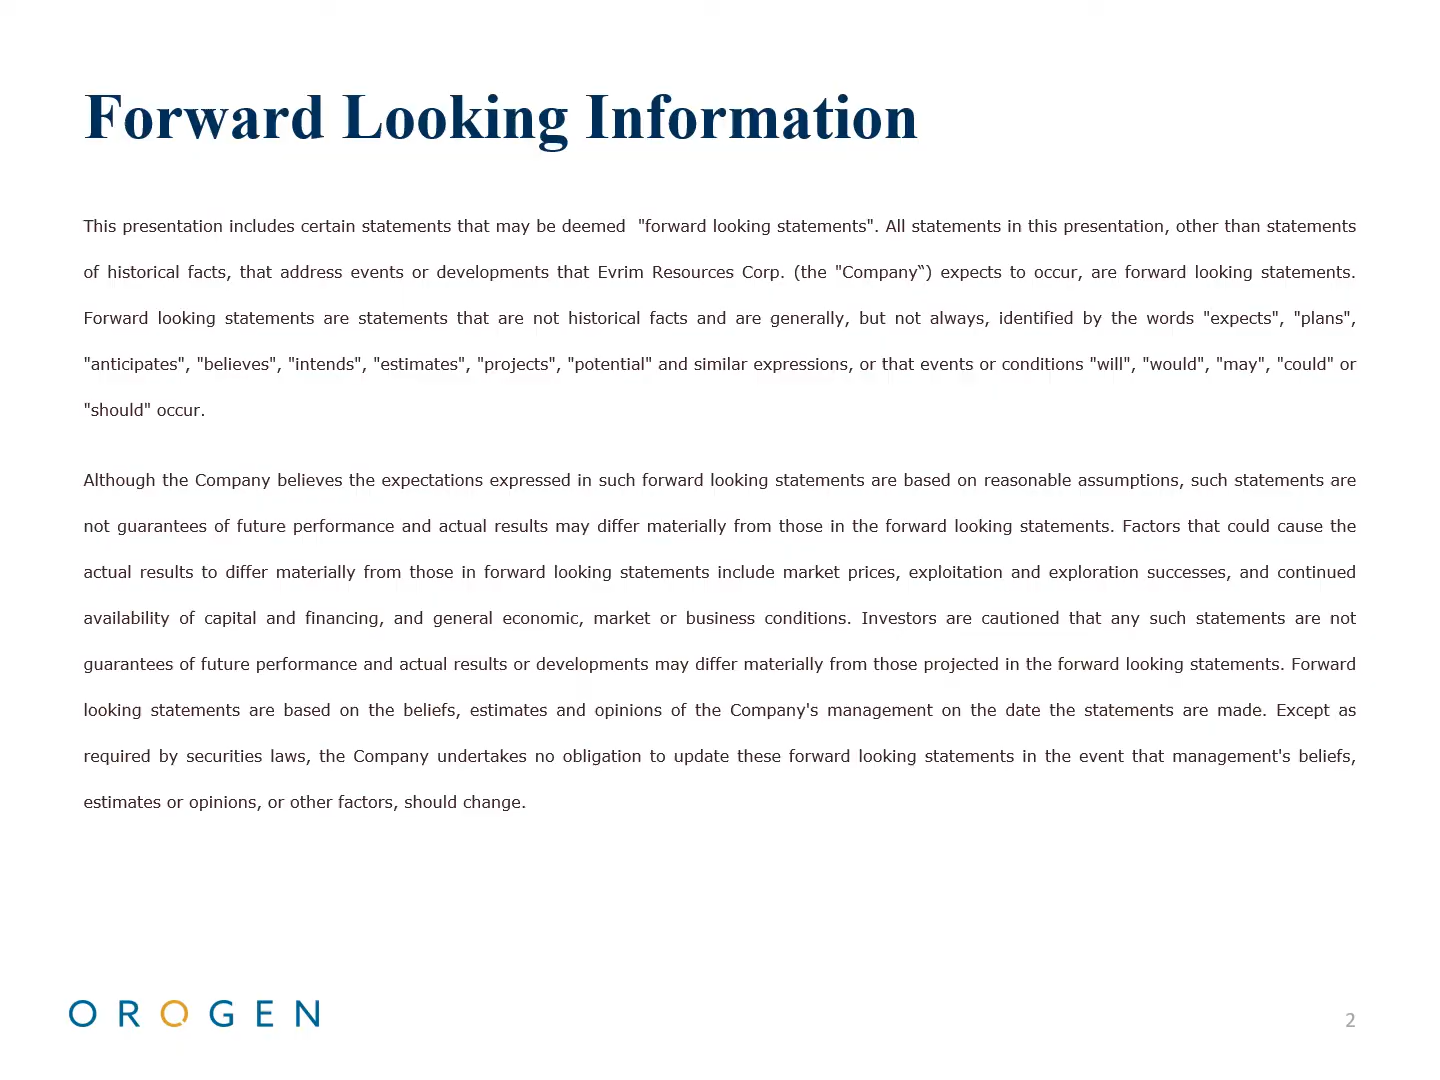 Forward Looking Information
This presentation includes certain statements that may be deemed  "forward looking statements". All statements in this presentation, other than statements
of historical facts, that address events or developments that Evrim Resources Corp. (the "Company“) expects to occur, are forward looking statements.
Forward looking statements are statements that are not historical facts and are generally, but not always, identified by the words "expects", "plans",
"anticipates", "believes", "intends", "estimates", "projects", "potential" and similar expressions, or that events or conditions "will", "would", "may", "could" or
"should" occur.
Although the Company believes the expectations expressed in such forward looking statements are based on reasonable assumptions, such statements are
not guarantees of future performance and actual results may differ materially from those in the forward looking statements. Factors that could cause the
actual results to differ materially from those in forward looking statements include market prices, exploitation and exploration successes, and continued
availability of capital and financing, and general economic, market or business conditions. Investors are cautioned that any such statements are not
guarantees of future performance and actual results or developments may differ materially from those projected in the forward looking statements. Forward
looking statements are based on the beliefs, estimates and opinions of the Company's management on the date the statements are made. Except as
required by securities laws, the Company undertakes no obligation to update these forward looking statements in the event that management's beliefs,
estimates or opinions, or other factors, should change.
OROGEN
2